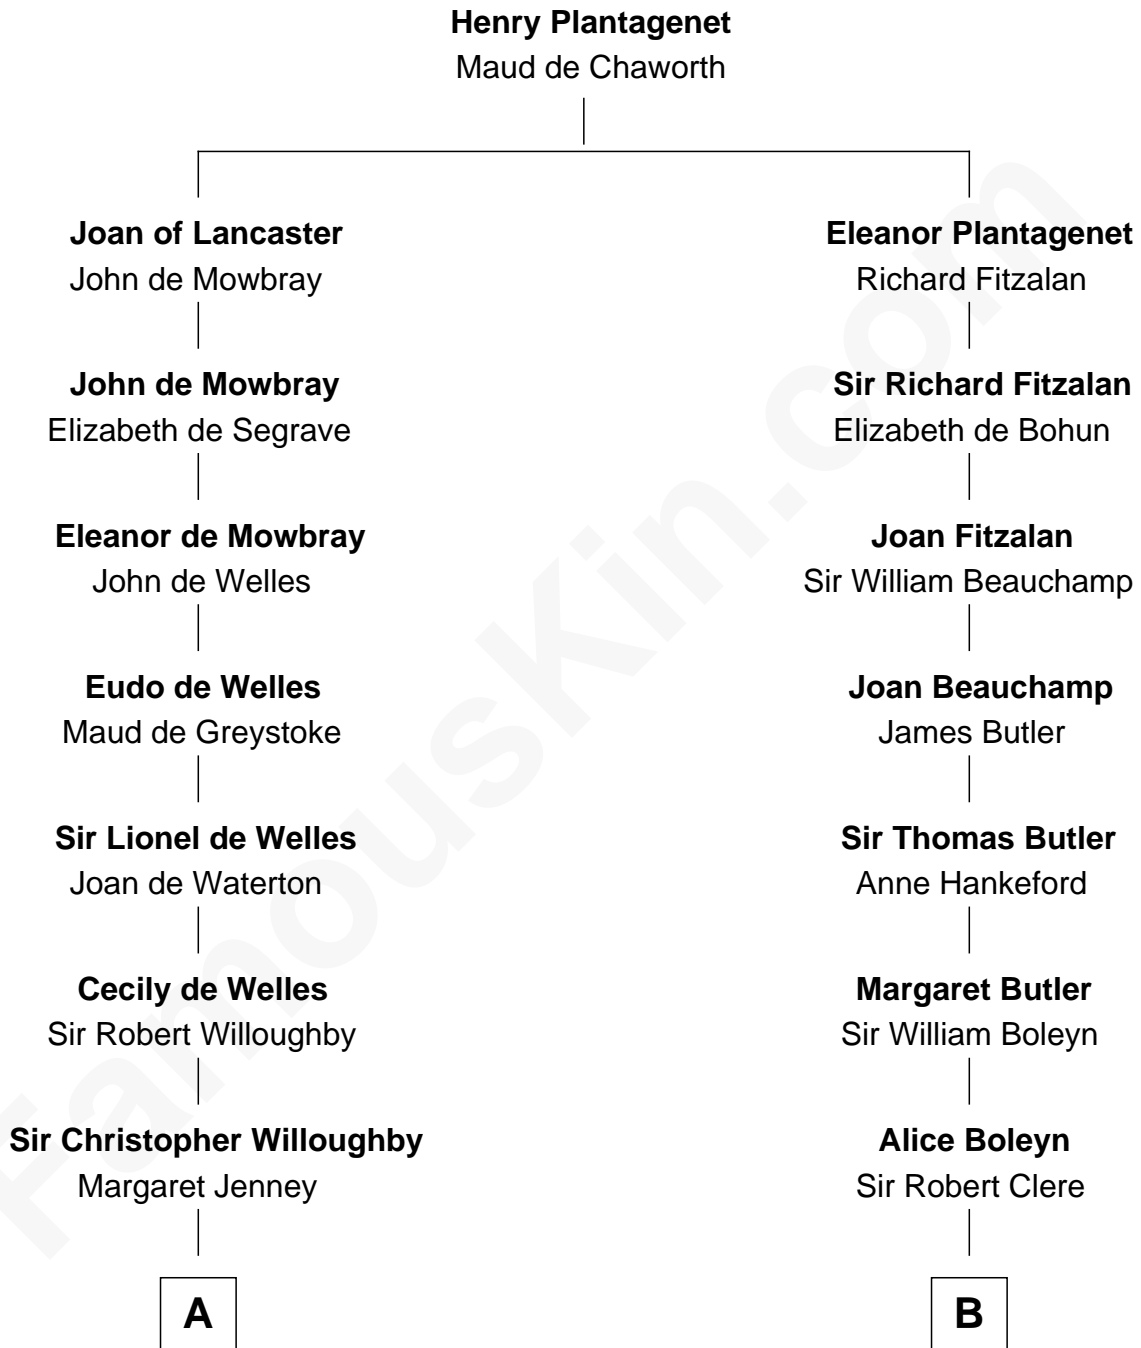 Henry Plantagenet
Maud de Chaworth
Joan of Lancaster
John de Mowbray
Eleanor Plantagenet
Richard Fitzalan
John de Mowbray
Elizabeth de Segrave
Sir Richard Fitzalan
Elizabeth de Bohun
Eleanor de Mowbray
John de Welles
Joan Fitzalan
Sir William Beauchamp
Eudo de Welles
Maud de Greystoke
Joan Beauchamp
James Butler
Sir Lionel de Welles
Joan de Waterton
Sir Thomas Butler
Anne Hankeford
Cecily de Welles
Sir Robert Willoughby
Margaret Butler
Sir William Boleyn
Sir Christopher Willoughby
Margaret Jenney
Alice Boleyn
Sir Robert Clere
A
B
FamousKin.com